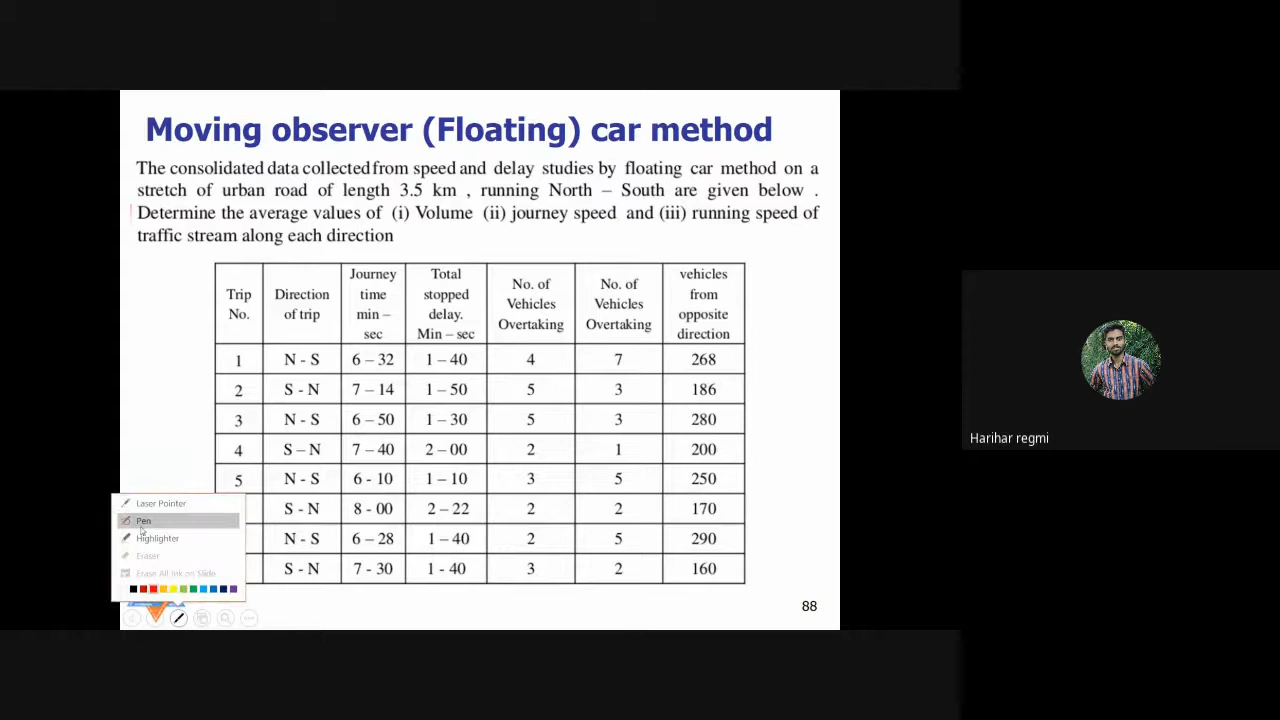 Moving observer (Floating) car method
The consolidated data collected from speed and delay studies by floating car method on a
stretch of urban road of length 3.5 km , running North – South are given below .
Determine the average values of (i) Volume (ii) journey speed and (iii) running speed of
traffic stream along each direction
Trip No. Direction of trip Journey time min – sec Total stopped delay. Min – sec No. of Vehicles Overtaking No. of Vehicles Overtaking vehicles from opposite direction
1 N - S 6 – 32 1 – 40 4 7 268
2 S - N 7 – 14 1 – 50 5 3 186
3 N - S 6 – 50 1 – 30 5 3 280
4 S – N 7 – 40 2 – 00 2 1 200
5 N - S 6 - 10 1 – 10 3 5 250
S - N 8 - 00 2 – 22 2 2 170
N - S 6 – 28 1 – 40 2 5 290
S - N 7 - 30 1 - 40 3 2 160
Laser Pointer
Pen
Highlighter
Eraser
Erase All Ink on Slide
88
Harihar regmi